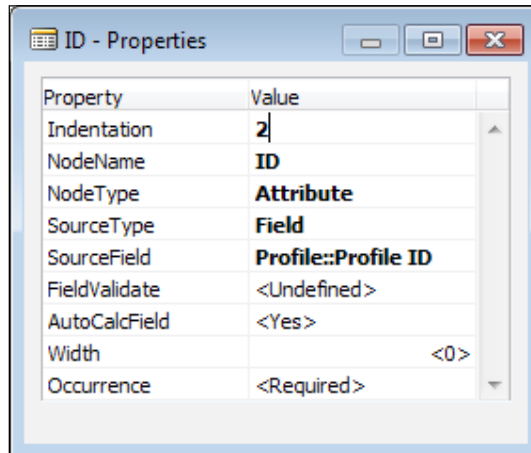 ID - Properties
Property Value
Indentation 2
NodeName ID
NodeType Attribute
SourceType Field
SourceField Profile::Profile ID
FieldValidate <Undefined>
AutoCalcField <Yes>
Width <0>
Occurrence <Required>